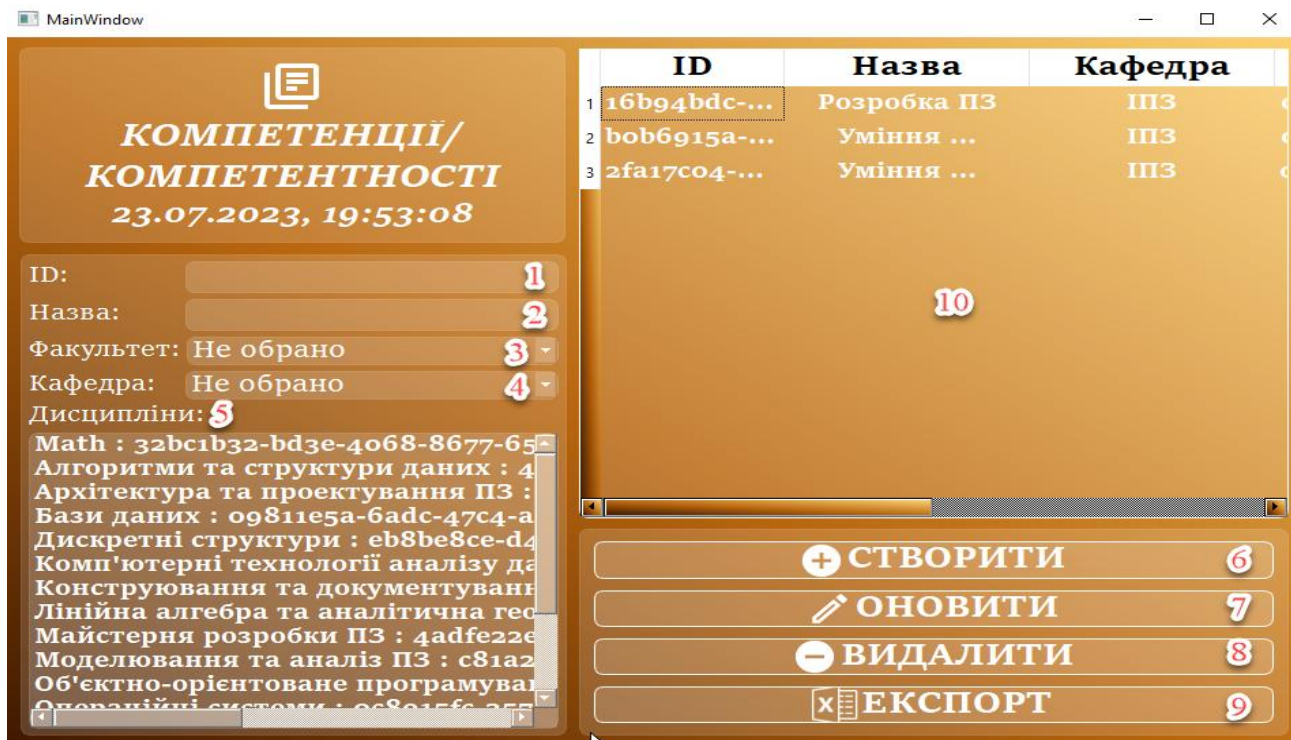 MainWindow
КОМПЕТЕНЦІЇ/
КОМПЕТЕНТНОСТІ
23.07.2023, 19:53:08
ID: 1
Назва: 2
Факультет: Не обрано 3
Кафедра: Не обрано 4
Дисципліни: 5
Math : 32bc1b32-bd3e-4068-8677-65
Алгоритми та структури даних : 4
Архітектура та проектування ПЗ :
Бази даних : 09811e5a-6adc-47c4-a
Дискретні структури : eb8be8ce-d4
Комп'ютерні технології аналізу да
Конструювання та документуванн
Лінійна алгебра та аналітична гео
Майстерня розробки ПЗ : 4adfe22e
Моделювання та аналіз ПЗ : c81a2
Об'єктно-орієнтоване програмуван
Операційні системи :
ID Назва Кафедра
1 16b94bdc-... Розробка ПЗ ІПЗ
2 b0b6915a-... Уміння ... ІПЗ
3 2fa17c04-... Уміння ... ІПЗ
10
СТВОРИТИ 6
ОНОВИТИ 7
ВИДАЛИТИ 8
ЕКСПОРТ 9